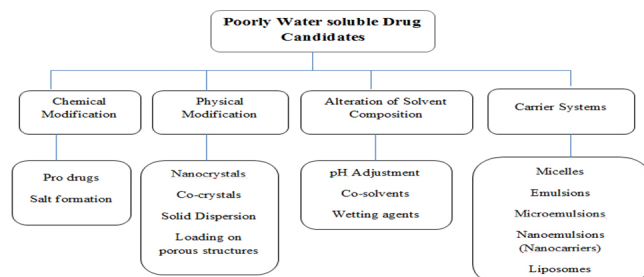 Poorly Water soluble Drug
Candidates
Chemical
Modification
Physical
Modification
Alteration of Solvent
Composition
Carrier Systems
Pro drugs
Salt formation
Nanocrystals
Co-crystals
Solid Dispersion
Loading on
porous structures
pH Adjustment
Co-solvents
Wetting agents
Micelles
Emulsions
Microemulsions
Nanoemulsions
(Nanocarriers)
Liposomes